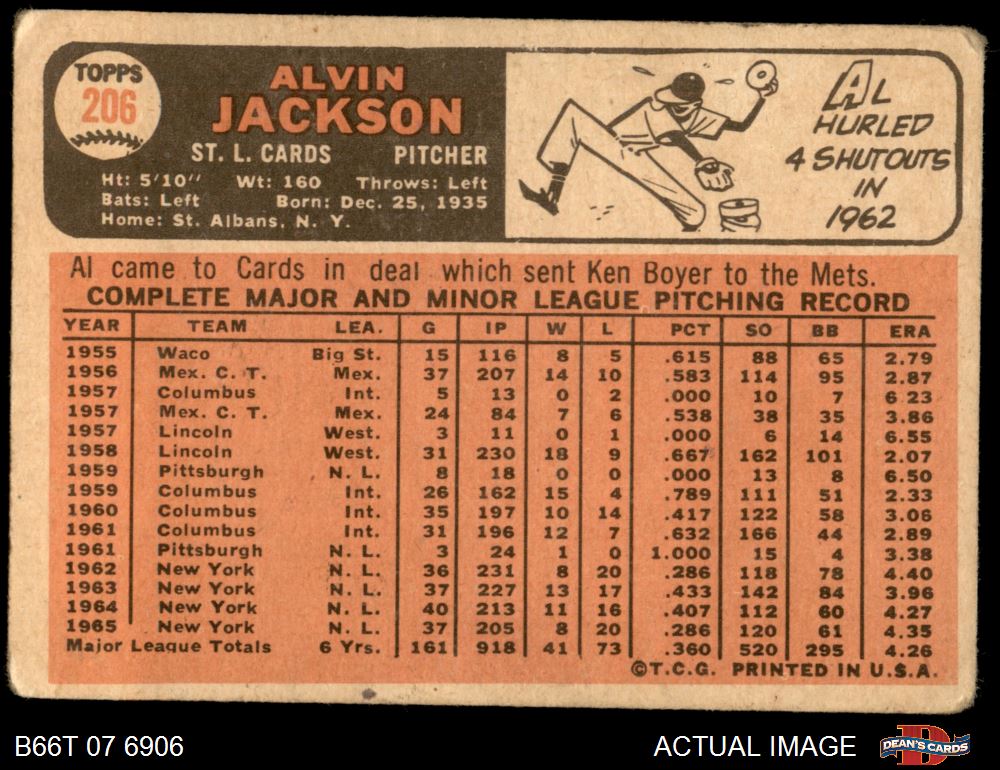 TOPPS
206
ALVIN
JACKSON
ST. L. CARDS PITCHER
Ht: 5'10" Wt: 160 Throws: Left
Bats: Left Born: Dec. 25, 1935
Home: St. Albans, N. Y.
AL
HURLED
4 SHUTOUTS
IN
1962
Al came to Cards in deal which sent Ken Boyer to the Mets.
COMPLETE MAJOR AND MINOR LEAGUE PITCHING RECORD
YEAR TEAM LEA. G IP W L PCT SO BB ERA
1955 Waco Big St. 15 116 8 5 .615 88 65 2.79
1956 Mex. C. T. Mex. 37 207 14 10 .583 114 95 2.87
1957 Columbus Int. 5 13 0 2 .000 10 7 6.23
1957 Mex. C. T. Mex. 24 84 7 6 .538 38 35 3.86
1957 Lincoln West. 3 11 0 1 .000 6 14 6.55
1958 Lincoln West. 31 230 18 9 .667 162 101 2.07
1959 Pittsburgh N. L. 8 18 0 0 .000 13 8 6.50
1959 Columbus Int. 26 162 15 4 .789 111 51 2.33
1960 Columbus Int. 35 197 10 14 .417 122 58 3.06
1961 Columbus Int. 31 196 12 7 .632 166 44 2.89
1961 Pittsburgh N. L. 3 24 1 0 1.000 15 4 3.38
1962 New York N. L. 36 231 8 20 .286 118 78 4.40
1963 New York N. L. 37 227 13 17 .433 142 84 3.96
1964 New York N. L. 40 213 11 16 .407 112 60 4.27
1965 New York N. L. 37 205 8 20 .286 120 61 4.35
Major League Totals 6 Yrs. 161 918 41 73 .360 520 295 4.26
©T.C.G. PRINTED IN U.S.A.
B66T 07 6906 ACTUAL IMAGE
DEAN'S CARDS